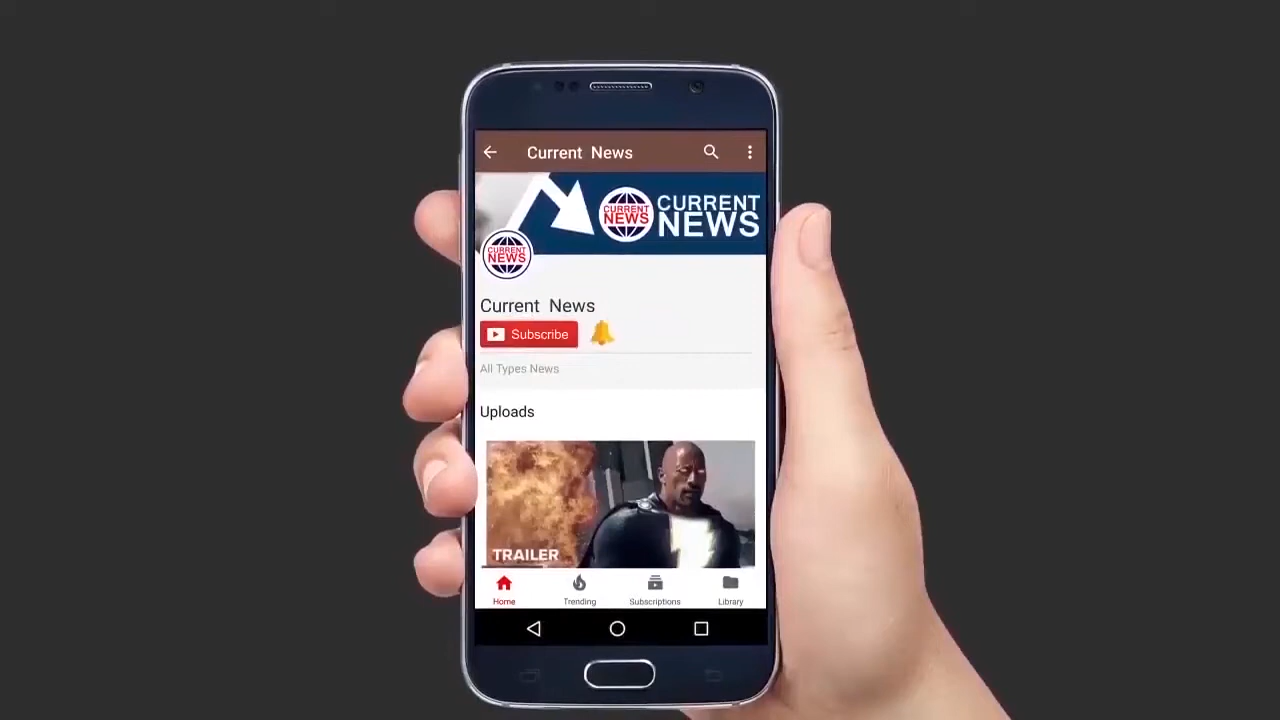 Current News
CURRENT
NEWS
CURRENT
NEWS
CURRENT
NEWS
Current News
Subscribe
All Types News
Uploads
TRAILER
Home Trending Subscriptions Library